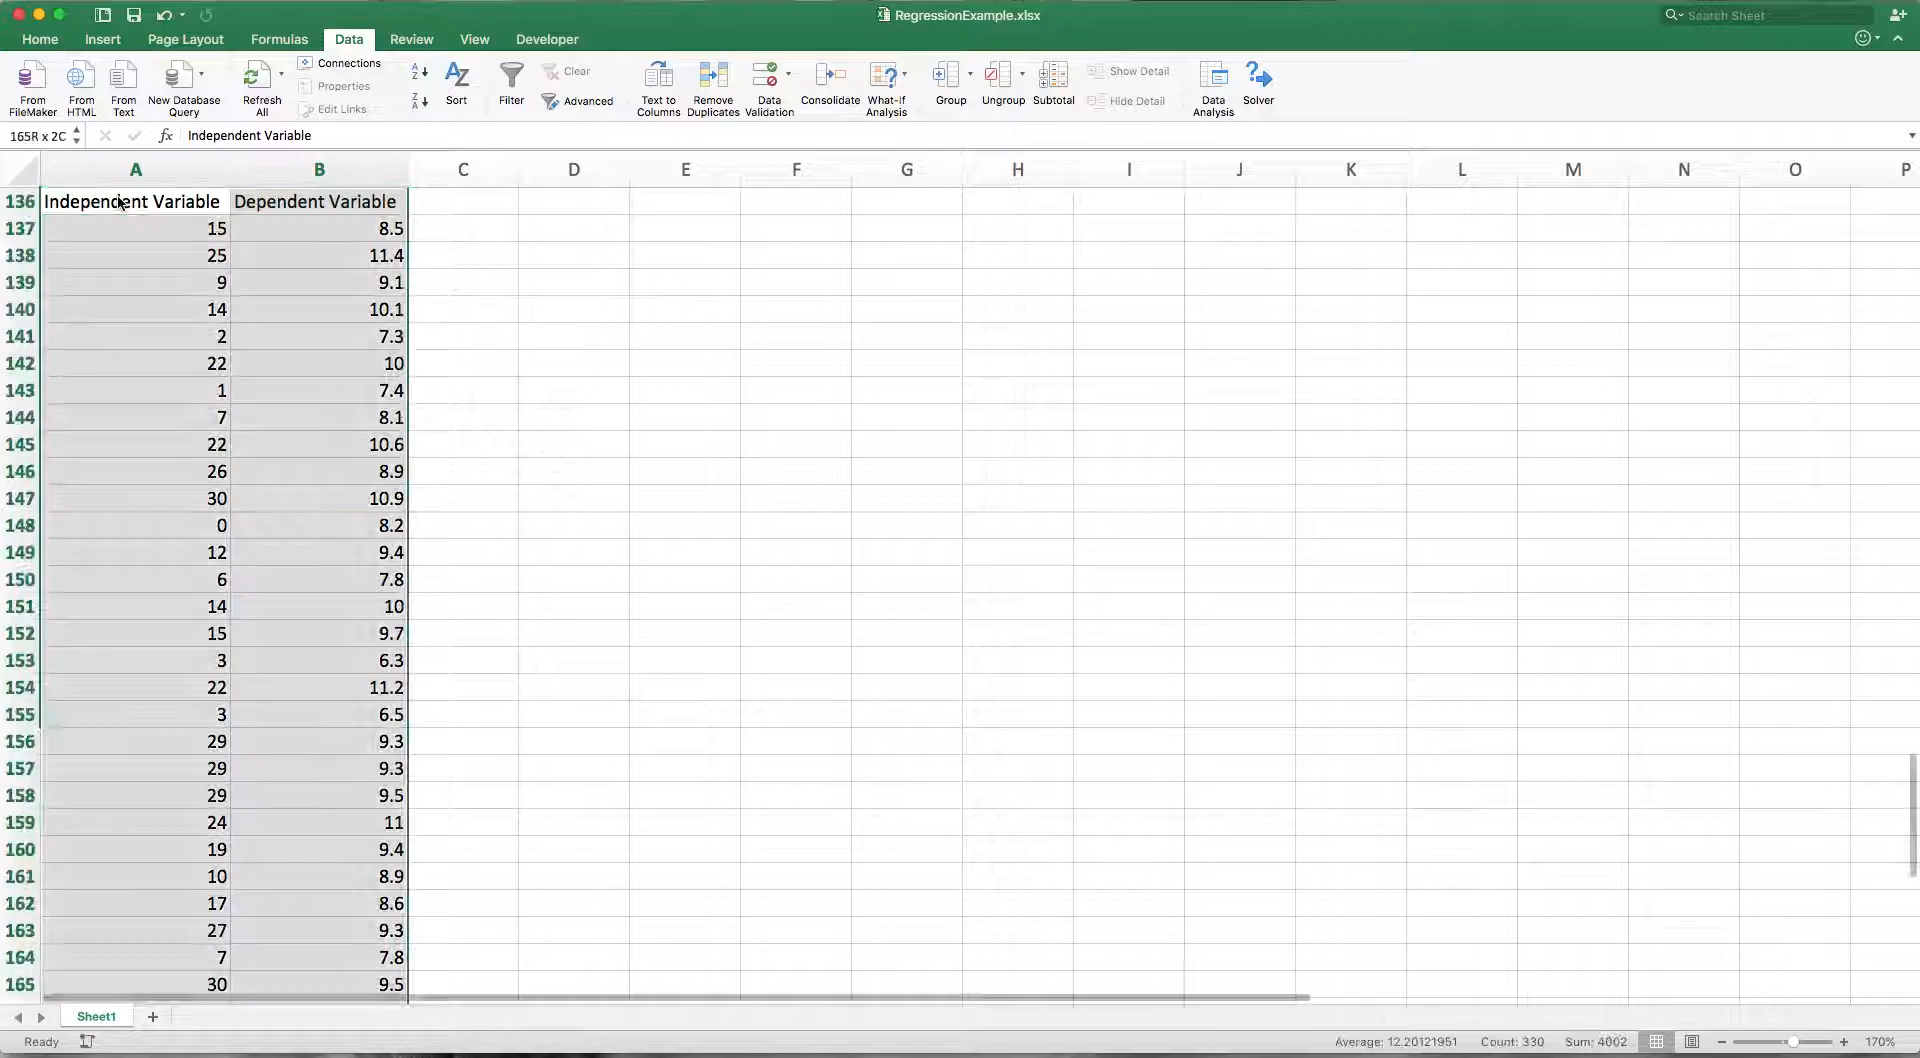 RegressionExample.xlsx
Search Sheet
Home Insert Page Layout Formulas Data Review View Developer
From FileMaker
From HTML
From Text
New Database Query
Refresh All
Connections
Properties
Edit Links
A Z
Z A
A Z Sort
Filter
Clear
Advanced
Text to Columns
Remove Duplicates
Data Validation
Consolidate
What-If Analysis
Group
Ungroup
Subtotal
Show Detail
Hide Detail
Data Analysis
Solver
165R x 2C fx Independent Variable
A B C D E F G H I J K L M N O P
136 Independent Variable Dependent Variable
137 15 8.5
138 25 11.4
139 9 9.1
140 14 10.1
141 2 7.3
142 22 10
143 1 7.4
144 7 8.1
145 22 10.6
146 26 8.9
147 30 10.9
148 0 8.2
149 12 9.4
150 6 7.8
151 14 10
152 15 9.7
153 3 6.3
154 22 11.2
155 3 6.5
156 29 9.3
157 29 9.3
158 29 9.5
159 24 11
160 19 9.4
161 10 8.9
162 17 8.6
163 27 9.3
164 7 7.8
165 30 9.5
Sheet1 +
Ready Average: 12.20121951 Count: 330 Sum: 4002 − + 170%